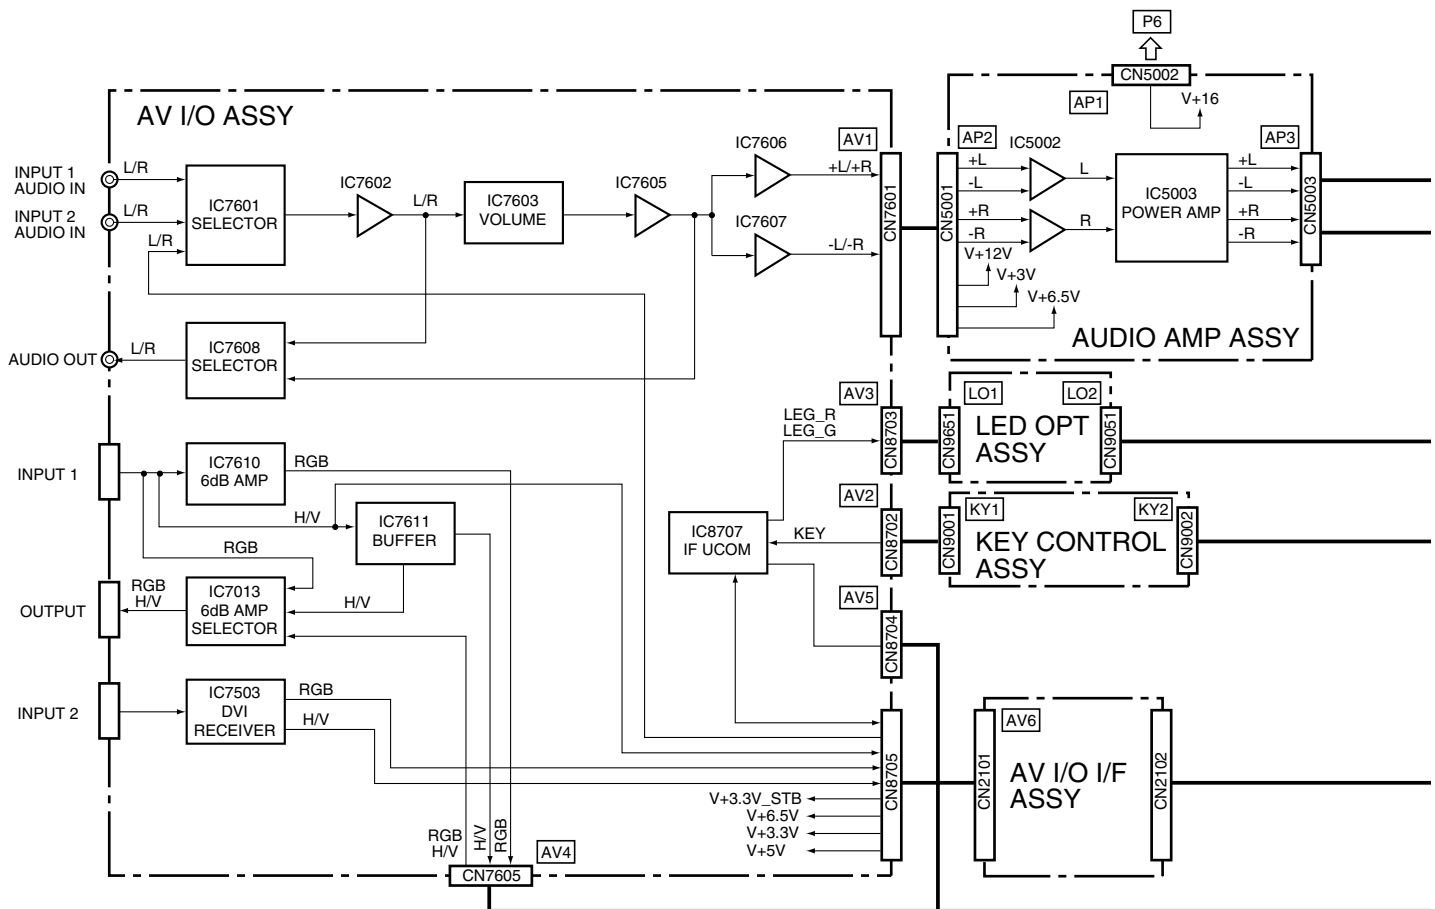 P6
CN5002
AP1
V+16
AV I/O ASSY
INPUT 1
AUDIO IN
L/R
INPUT 2
AUDIO IN
L/R
L/R
IC7601
SELECTOR
IC7602
L/R
IC7603
VOLUME
IC7605
IC7606
+L/+R
IC7607
-L/-R
AV1
CN7601
AP2
CN5001
+L
-L
+R
-R
IC5002
L
R
IC5003
POWER AMP
+L
-L
+R
-R
AP3
CN5003
V+12V
V+3V
V+6.5V
AUDIO AMP ASSY
AUDIO OUT
L/R
IC7608
SELECTOR
AV3
LEG_R
LEG_G
CN8703
LO1
LO2
CN9651
LED OPT
ASSY
CN9051
INPUT 1
IC7610
6dB AMP
RGB
H/V
IC7611
BUFFER
RGB
AV2
IC8707
IF UCOM
KEY
CN8702
KY1
KY2
CN9001
KEY CONTROL
ASSY
CN9002
OUTPUT
RGB
H/V
IC7013
6dB AMP
SELECTOR
H/V
AV5
CN8704
INPUT 2
IC7503
DVI
RECEIVER
RGB
H/V
CN8705
AV6
CN2101
AV I/O I/F
ASSY
CN2102
V+3.3V_STB
V+6.5V
V+3.3V
V+5V
RGB
H/V
H/V
RGB
AV4
CN7605